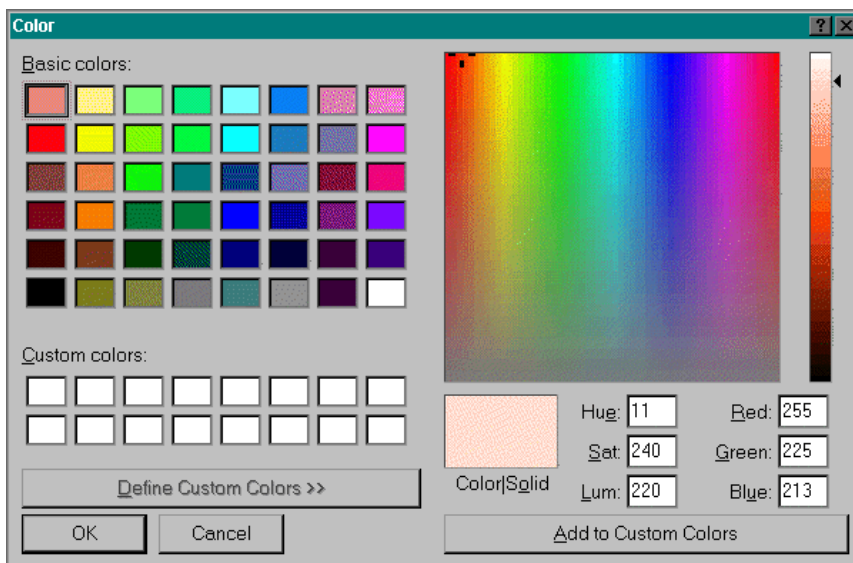 Color
Basic colors:
Custom colors:
Define Custom Colors >>
OK Cancel
Color|Solid
Hue: 11 Red: 255
Sat: 240 Green: 225
Lum: 220 Blue: 213
Add to Custom Colors